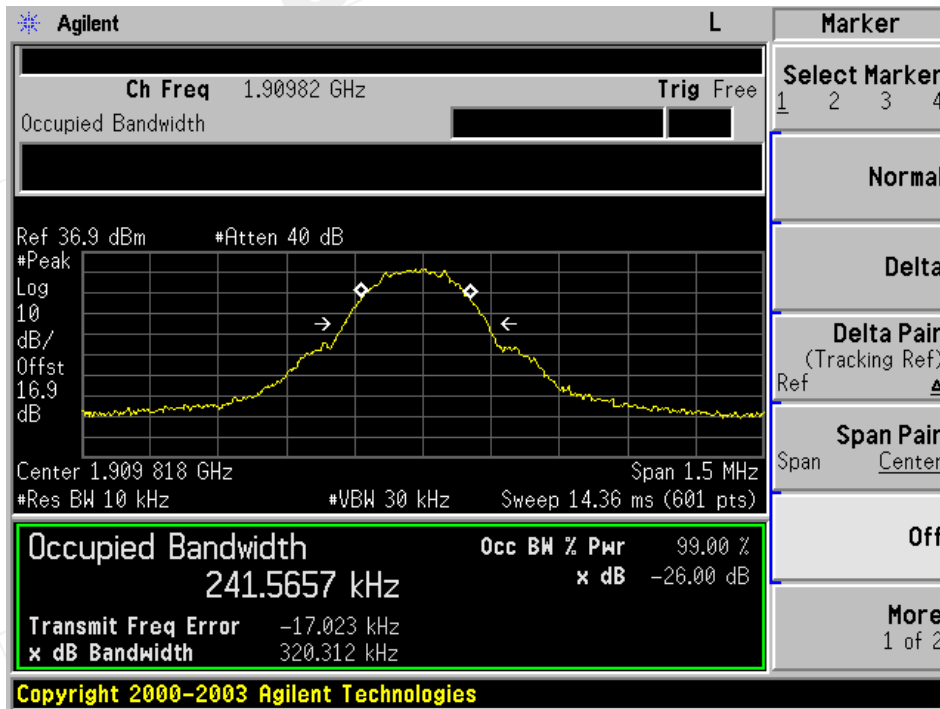 Agilent L Marker
Ch Freq 1.90982 GHz Trig Free
Occupied Bandwidth
Select Marker
1 2 3 4
Normal
Ref 36.9 dBm #Atten 40 dB
#Peak
Log
10
dB/
Offst
16.9
dB
Delta
Delta Pair
(Tracking Ref)
Ref Δ
Span Pair
Span Center
Center 1.909 818 GHz Span 1.5 MHz
#Res BW 10 kHz #VBW 30 kHz Sweep 14.36 ms (601 pts)
Off
Occupied Bandwidth Occ BW % Pwr 99.00 %
241.5657 kHz x dB -26.00 dB
Transmit Freq Error -17.023 kHz
x dB Bandwidth 320.312 kHz
More
1 of 2
Copyright 2000-2003 Agilent Technologies